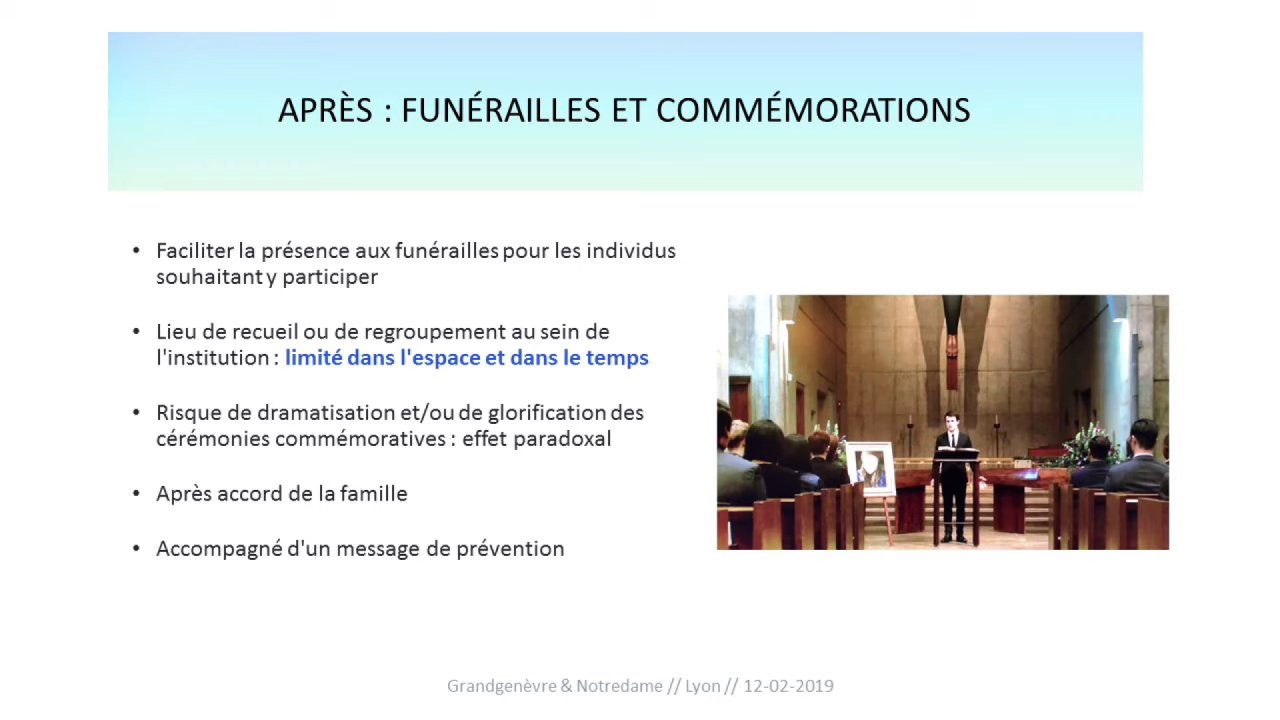 APRÈS : FUNÉRAILLES ET COMMÉMORATIONS
• Faciliter la présence aux funérailles pour les individus
souhaitant y participer
• Lieu de recueil ou de regroupement au sein de
l'institution : limité dans l'espace et dans le temps
• Risque de dramatisation et/ou de glorification des
cérémonies commémoratives : effet paradoxal
• Après accord de la famille
• Accompagné d'un message de prévention
Grandgenèvre & Notredame // Lyon // 12-02-2019